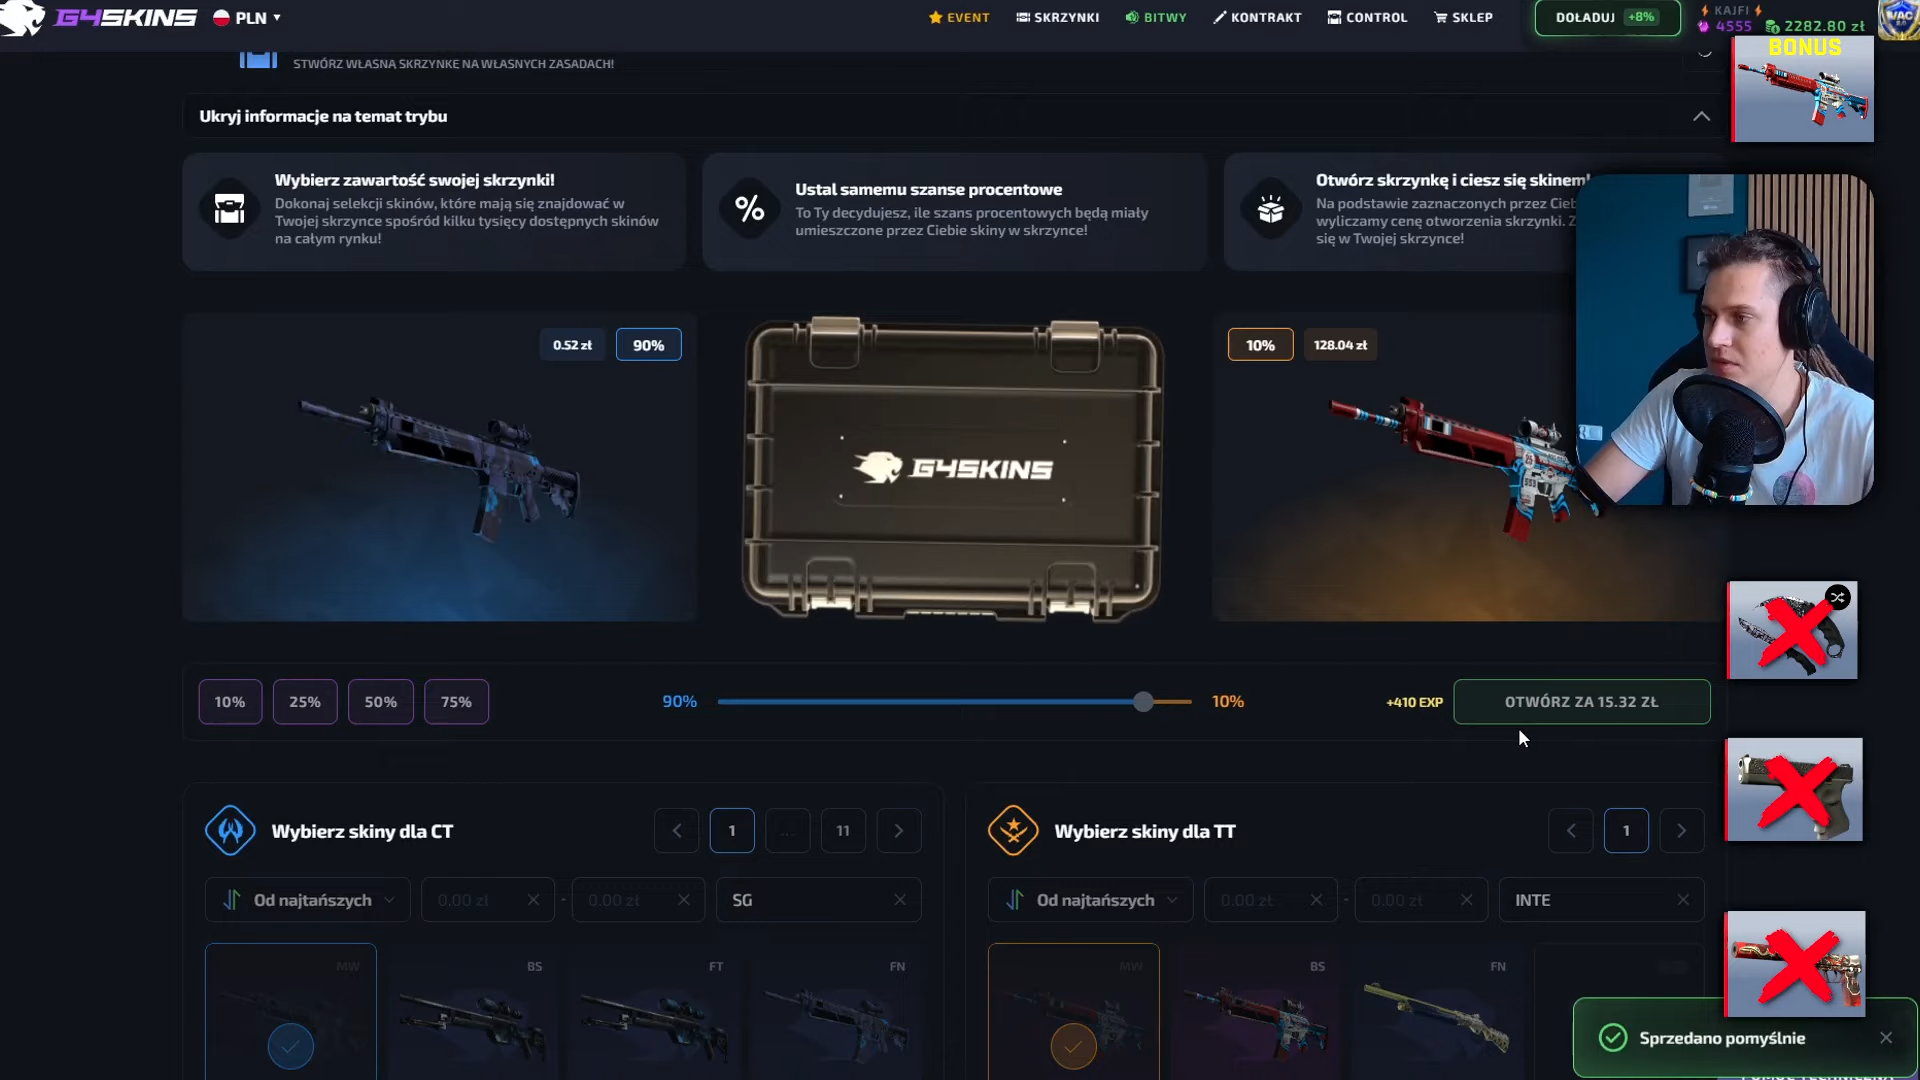 G4SKINS
PLN
EVENT
SKRZYNKI
BITWY
KONTRAKT
CONTROL
SKLEP
DOŁADUJ +8%
KAJFI
4555
2282.80 zł
BONUS
STWÓRZ WŁASNĄ SKRZYNKĘ NA WŁASNYCH ZASADACH!
Ukryj informacje na temat trybu
Wybierz zawartość swojej skrzynki!
Dokonaj selekcji skinów, które mają się znajdować w
Twojej skrzynce spośród kilku tysięcy dostępnych skinów
na całym rynku!
Ustal samemu szanse procentowe
To Ty decydujesz, ile szans procentowych będą miały
umieszczone przez Ciebie skiny w skrzynce!
Otwórz skrzynkę i ciesz się skinem!
Na podstawie zaznaczonych przez
wyliczamy cenę otworzenia skrzynki.
się w Twojej skrzynce!
0.52 zł
90%
G4SKINS
10%
128.04 zł
10%
25%
50%
75%
90%
10%
+410 EXP
OTWÓRZ ZA 15.32 ZŁ
Wybierz skiny dla CT
1
...
11
Wybierz skiny dla TT
1
Od najtańszych
0.00 zł
-
0.00 zł
SG
Od najtańszych
0.00 zł
-
0.00 zł
INTE
MW
BS
FT
FN
MW
BS
FN
Sprzedano pomyślnie